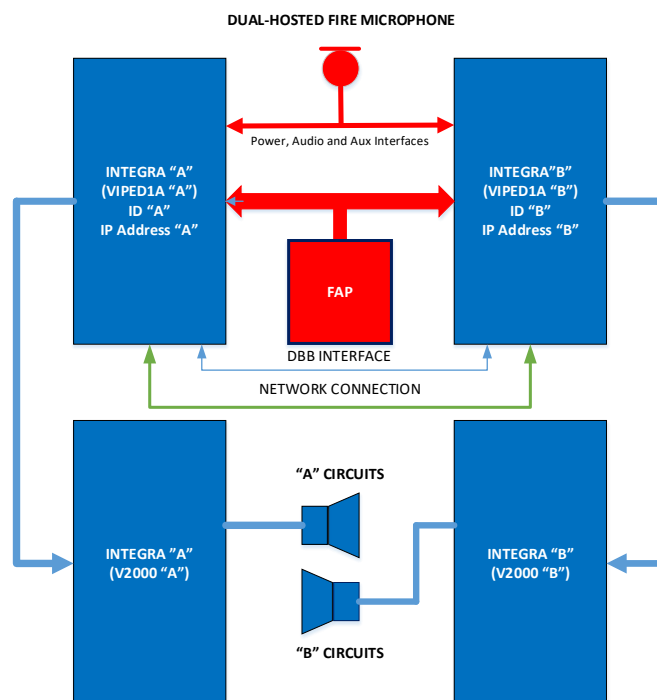 DUAL-HOSTED FIRE MICROPHONE
Power, Audio and Aux Interfaces
INTEGRA “A”
(VIPED1A “A”)
ID “A”
IP Address “A”
INTEGRA”B”
(VIPED1A “B”)
ID “B”
IP Address “B”
FAP
DBB INTERFACE
NETWORK CONNECTION
“A” CIRCUITS
INTEGRA ”A”
(V2000 “A”)
INTEGRA “B”
(V2000 “B”)
“B” CIRCUITS